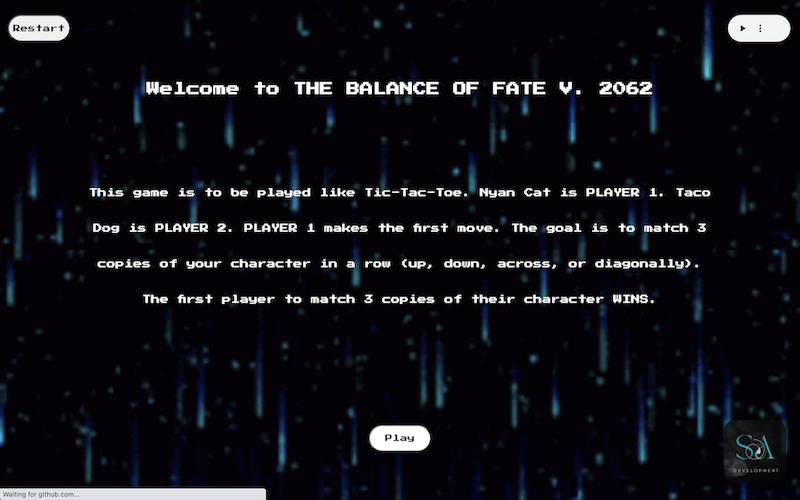 Restart
Welcome to THE BALANCE OF FATE V. 2062
This game is to be played like Tic-Tac-Toe. Nyan Cat is PLAYER 1. Taco
Dog is PLAYER 2. PLAYER 1 makes the first move. The goal is to match 3
copies of your character in a row (up, down, across, or diagonally).
The first player to match 3 copies of their character WINS.
Play
SOA
DEVELOPMENT
Waiting for github.com...